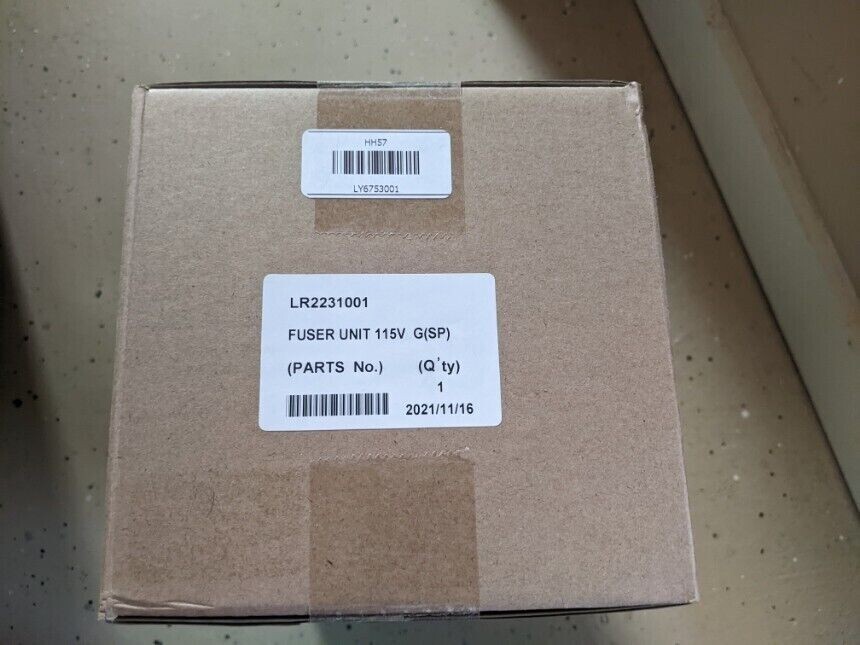 HH57
LY6753001
LR2231001
FUSER UNIT 115V G(SP)
(PARTS No.) (Q'ty)
1
2021/11/16